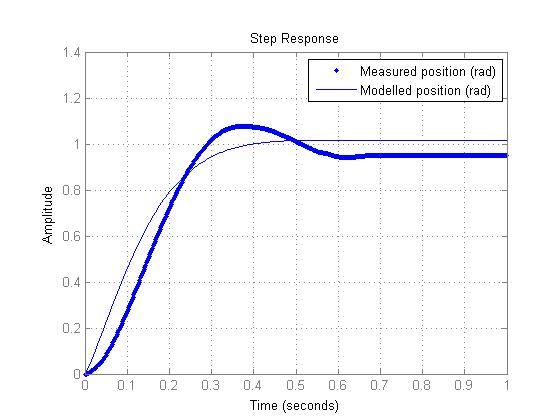 Step Response
Measured position (rad)
Modelled position (rad)
1.4
1.2
1
0.8
0.6
0.4
0.2
0
Amplitude
0 0.1 0.2 0.3 0.4 0.5 0.6 0.7 0.8 0.9 1
Time (seconds)